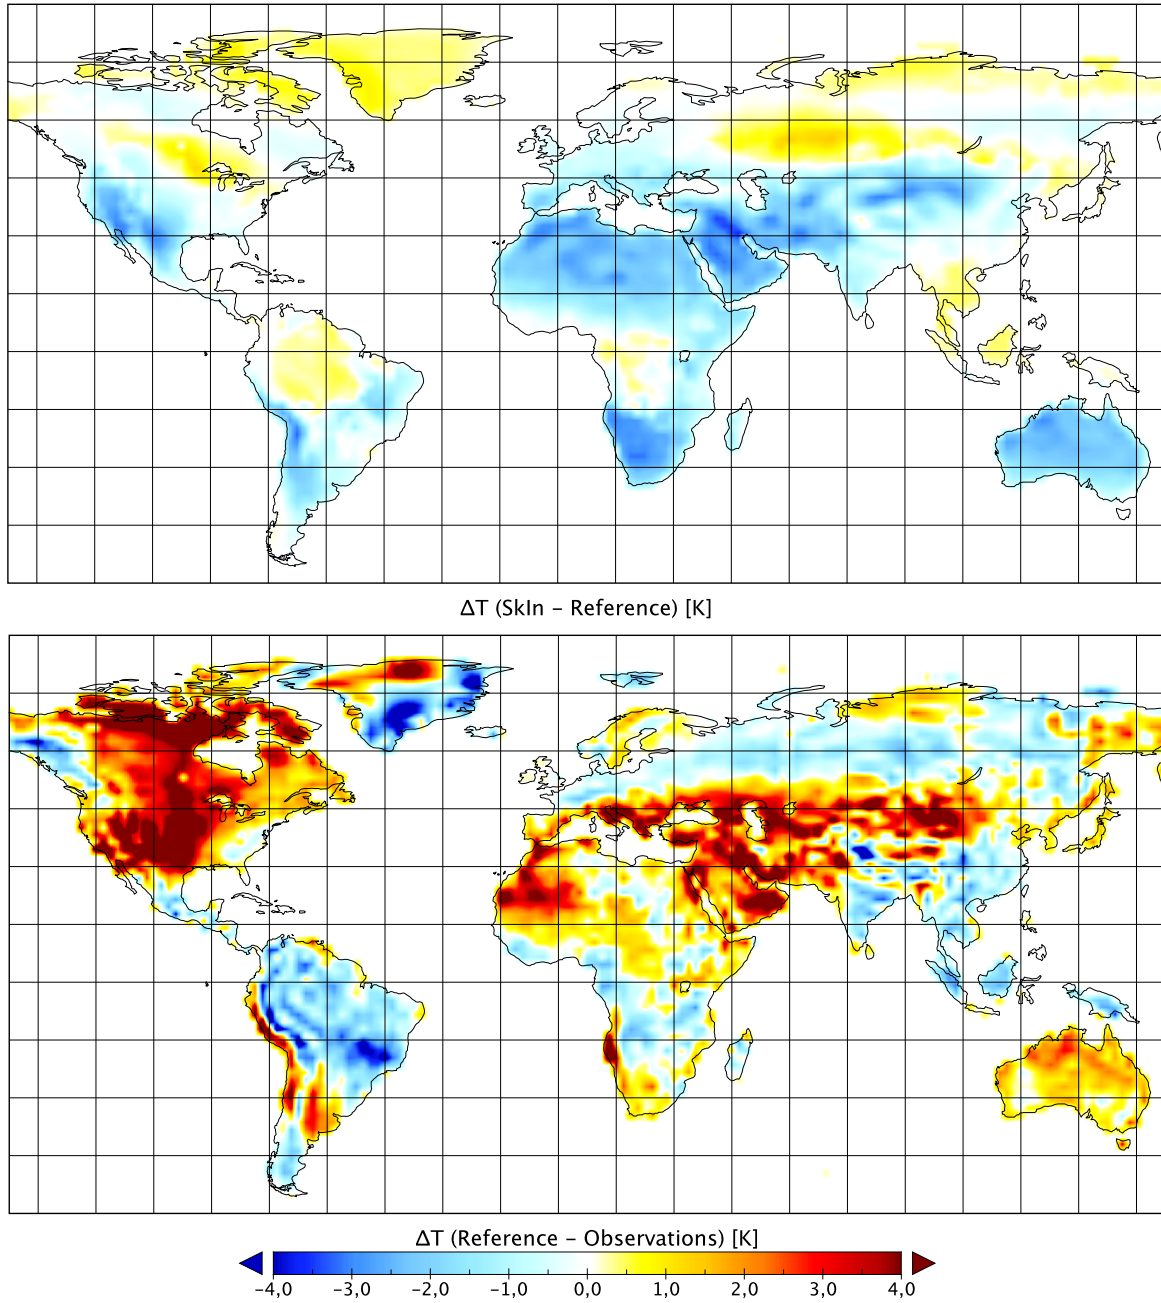 ΔT (SkIn – Reference) [K]
ΔT (Reference – Observations) [K]
-4,0 -3,0 -2,0 -1,0 0,0 1,0 2,0 3,0 4,0